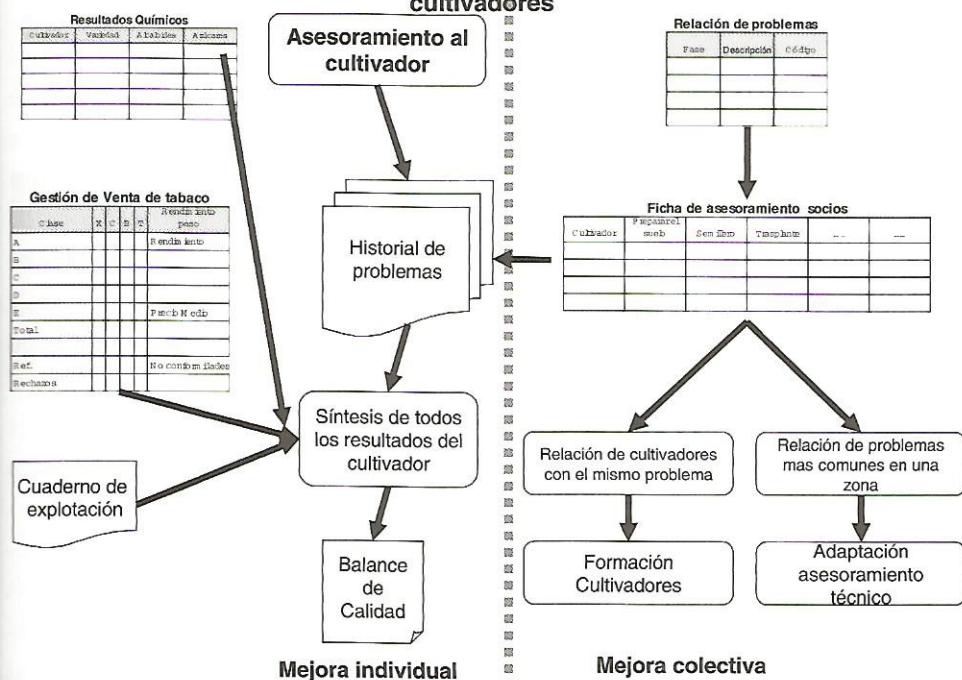 cultivadores
Resultados Químicos
Cultivador Variedad Azúcares
Asesoramiento al
cultivador
Relación de problemas
Fase Descripción Código
Gestión de Venta de tabaco
Clase X C B T Rendimiento
peso
A Rendimiento
B
C
D
E Precio Medio
Total
Ref. No conformidades
Rechazos
Historial de
problemas
Ficha de asesoramiento socios
Cultivador Semillero Trasplante ... ...
Síntesis de todos
los resultados del
cultivador
Cuaderno de
explotación
Balance
de
Calidad
Relación de cultivadores
con el mismo problema
Relación de problemas
mas comunes en una
zona
Formación
Cultivadores
Adaptación
asesoramiento
técnico
Mejora individual
Mejora colectiva